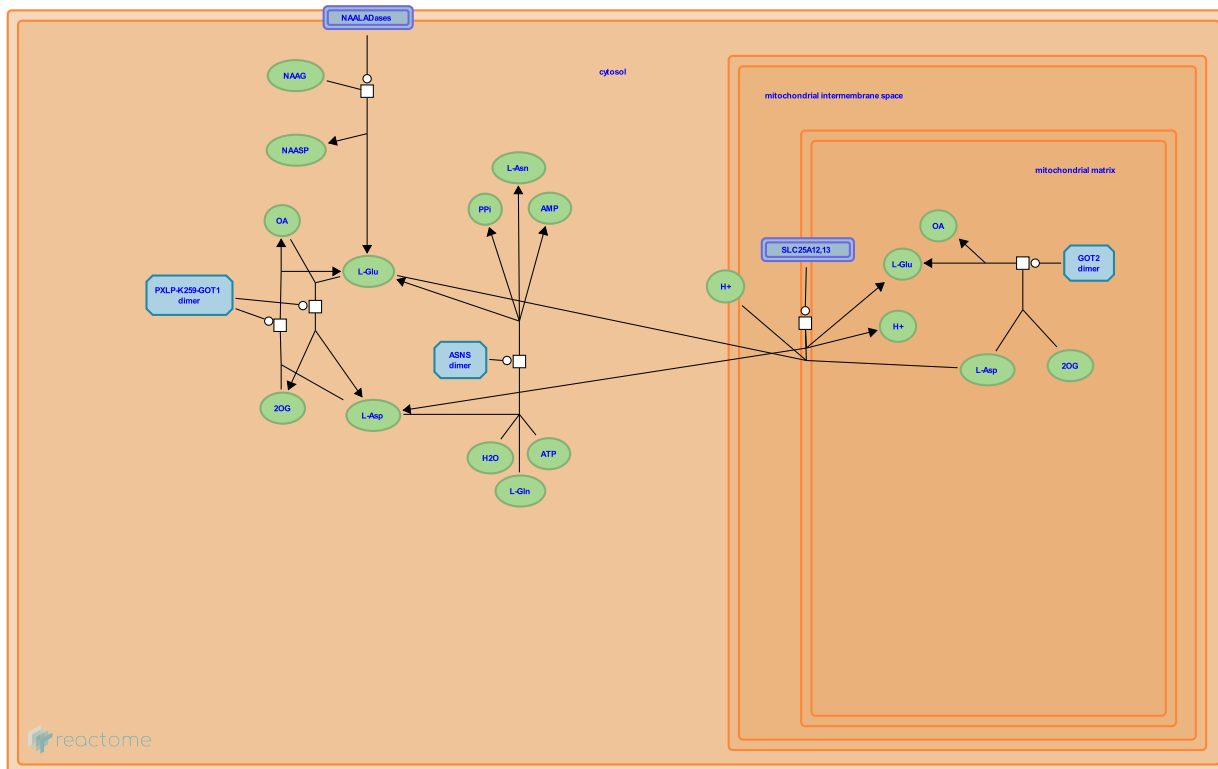 NAALADases
NAAG
cytosol
mitochondrial intermembrane space
NAASP
L-Asn
mitochondrial matrix
PPi
AMP
OA
OA
SLC25A12,13
L-Glu
L-Glu
GOT2
dimer
H+
PXLP-K259-GOT1
dimer
H+
ASNS
dimer
L-Asp
2OG
2OG
L-Asp
H2O
ATP
L-Gln
reactome